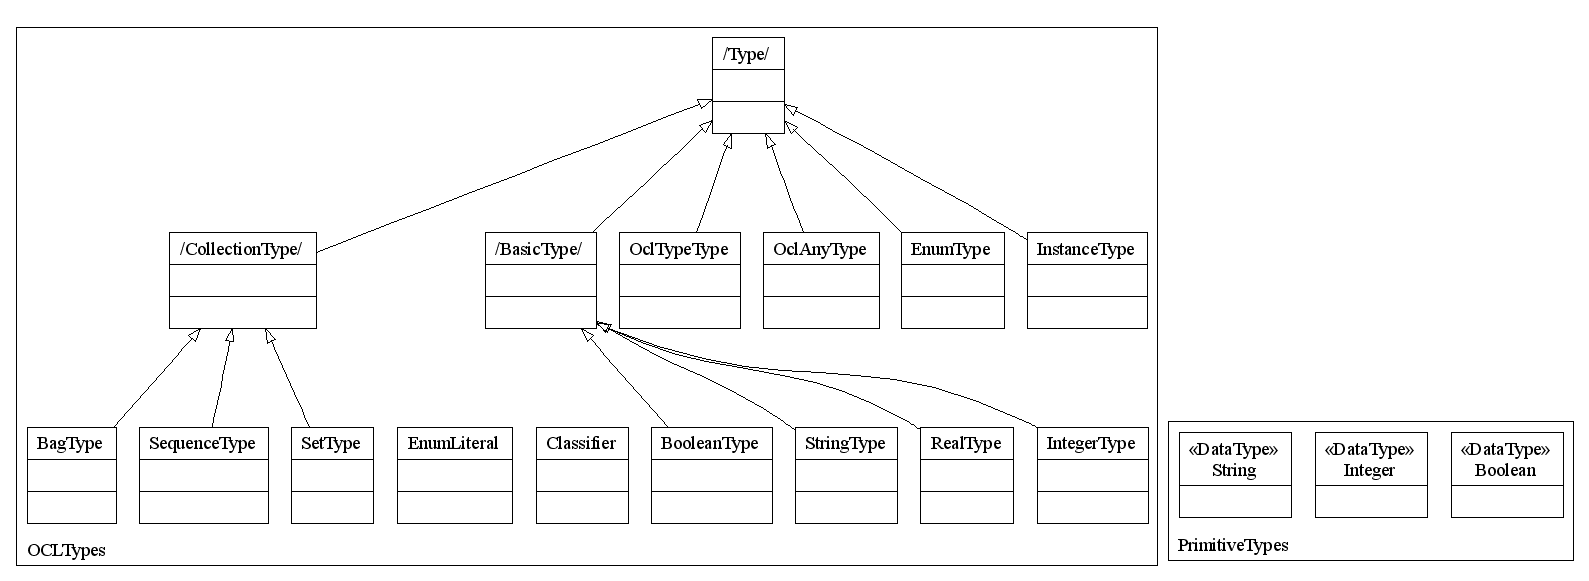 /Type/
/CollectionType/
/BasicType/
OclTypeType
OclAnyType
EnumType
InstanceType
BagType
SequenceType
SetType
EnumLiteral
Classifier
BooleanType
StringType
RealType
IntegerType
OCLTypes
«DataType»
String
«DataType»
Integer
«DataType»
Boolean
PrimitiveTypes